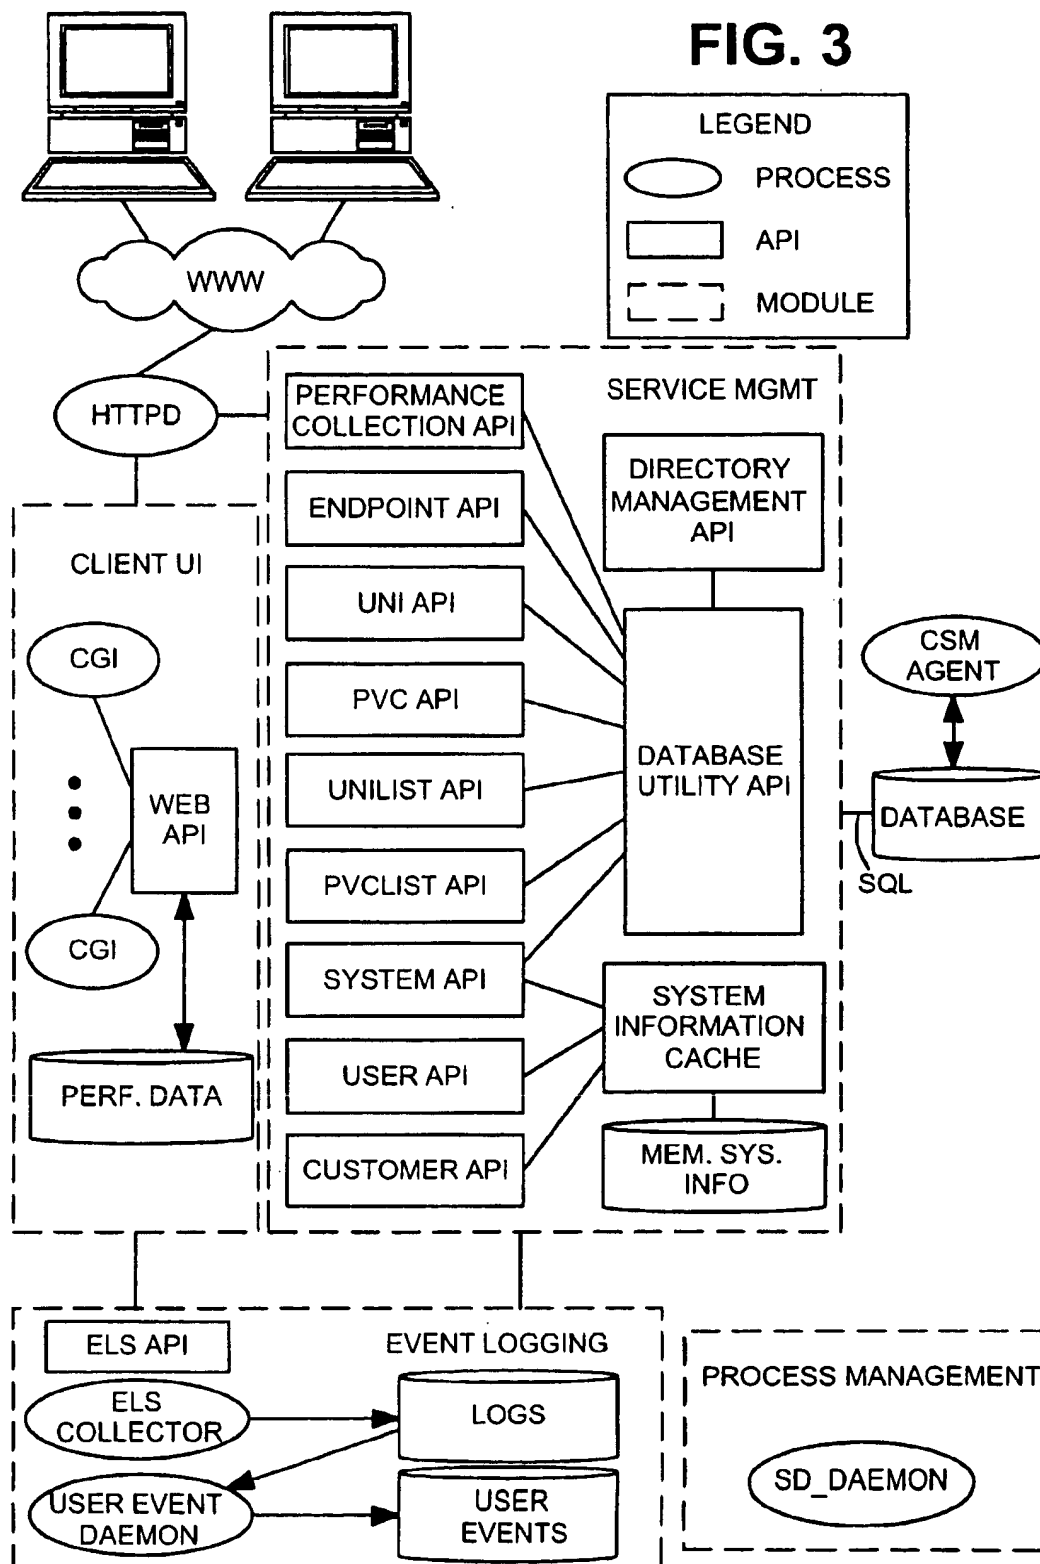 FIG. 3
LEGEND
PROCESS
API
MODULE
WWW
HTTPD
SERVICE MGMT
PERFORMANCE
COLLECTION API
ENDPOINT API
UNI API
PVC API
UNILIST API
PVCLIST API
SYSTEM API
USER API
CUSTOMER API
DIRECTORY
MANAGEMENT
API
DATABASE
UTILITY API
SYSTEM
INFORMATION
CACHE
MEM. SYS.
INFO
CSM
AGENT
DATABASE
SQL
CLIENT UI
CGI
WEB
API
CGI
PERF. DATA
EVENT LOGGING
ELS API
ELS
COLLECTOR
LOGS
USER EVENT
DAEMON
USER
EVENTS
PROCESS MANAGEMENT
SD_DAEMON